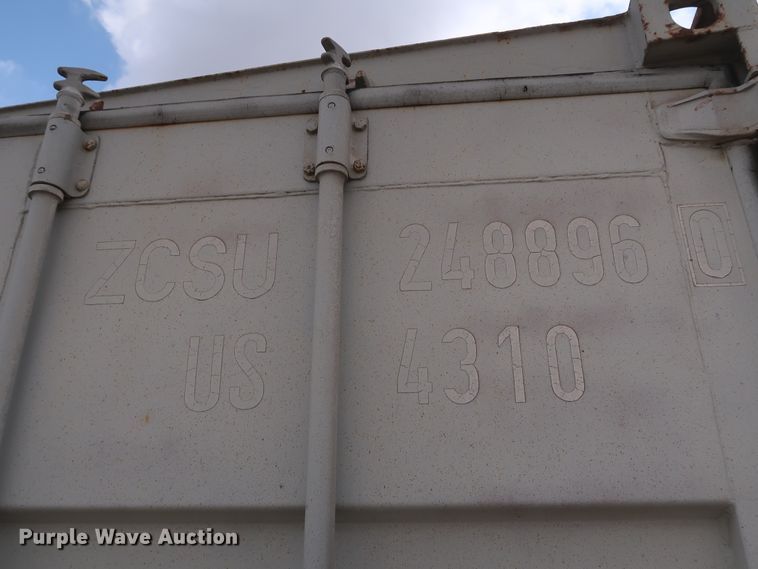 ZCSU 248896 0
US 4310
Purple Wave Auction